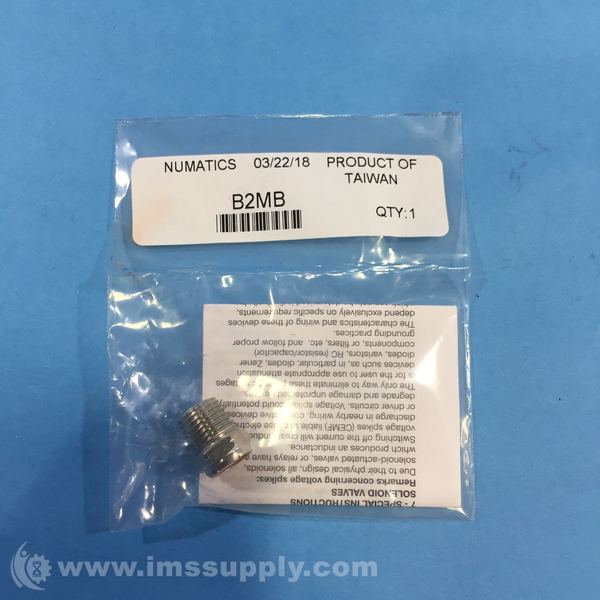 NUMATICS 03/22/18 PRODUCT OF
TAIWAN
B2MB
QTY:1
7 - SPECIAL INSTRUCTIONS
SOLENOID VALVES
Remarks concerning voltage spikes:
Due to their physical design, all solenoids,
solenoid-actuated valves, or relays have a
which produces an inductance.
Switching off the current will create
voltage spikes (CEMF) liable to
discharge in nearby wiring,
or driver circuits. Voltage spikes could potentially
degrade and damage unprotected
The only way to eliminate these
is for the user to use appropriate attenuation
devices such as, in particular, diodes, Zener
diodes, varistors, RC (resistor/capacitor)
components, or filters, etc. and follow proper
grounding practices.
The characteristics and wiring of these devices
depend exclusively on specific requirements,
www.imssupply.com/